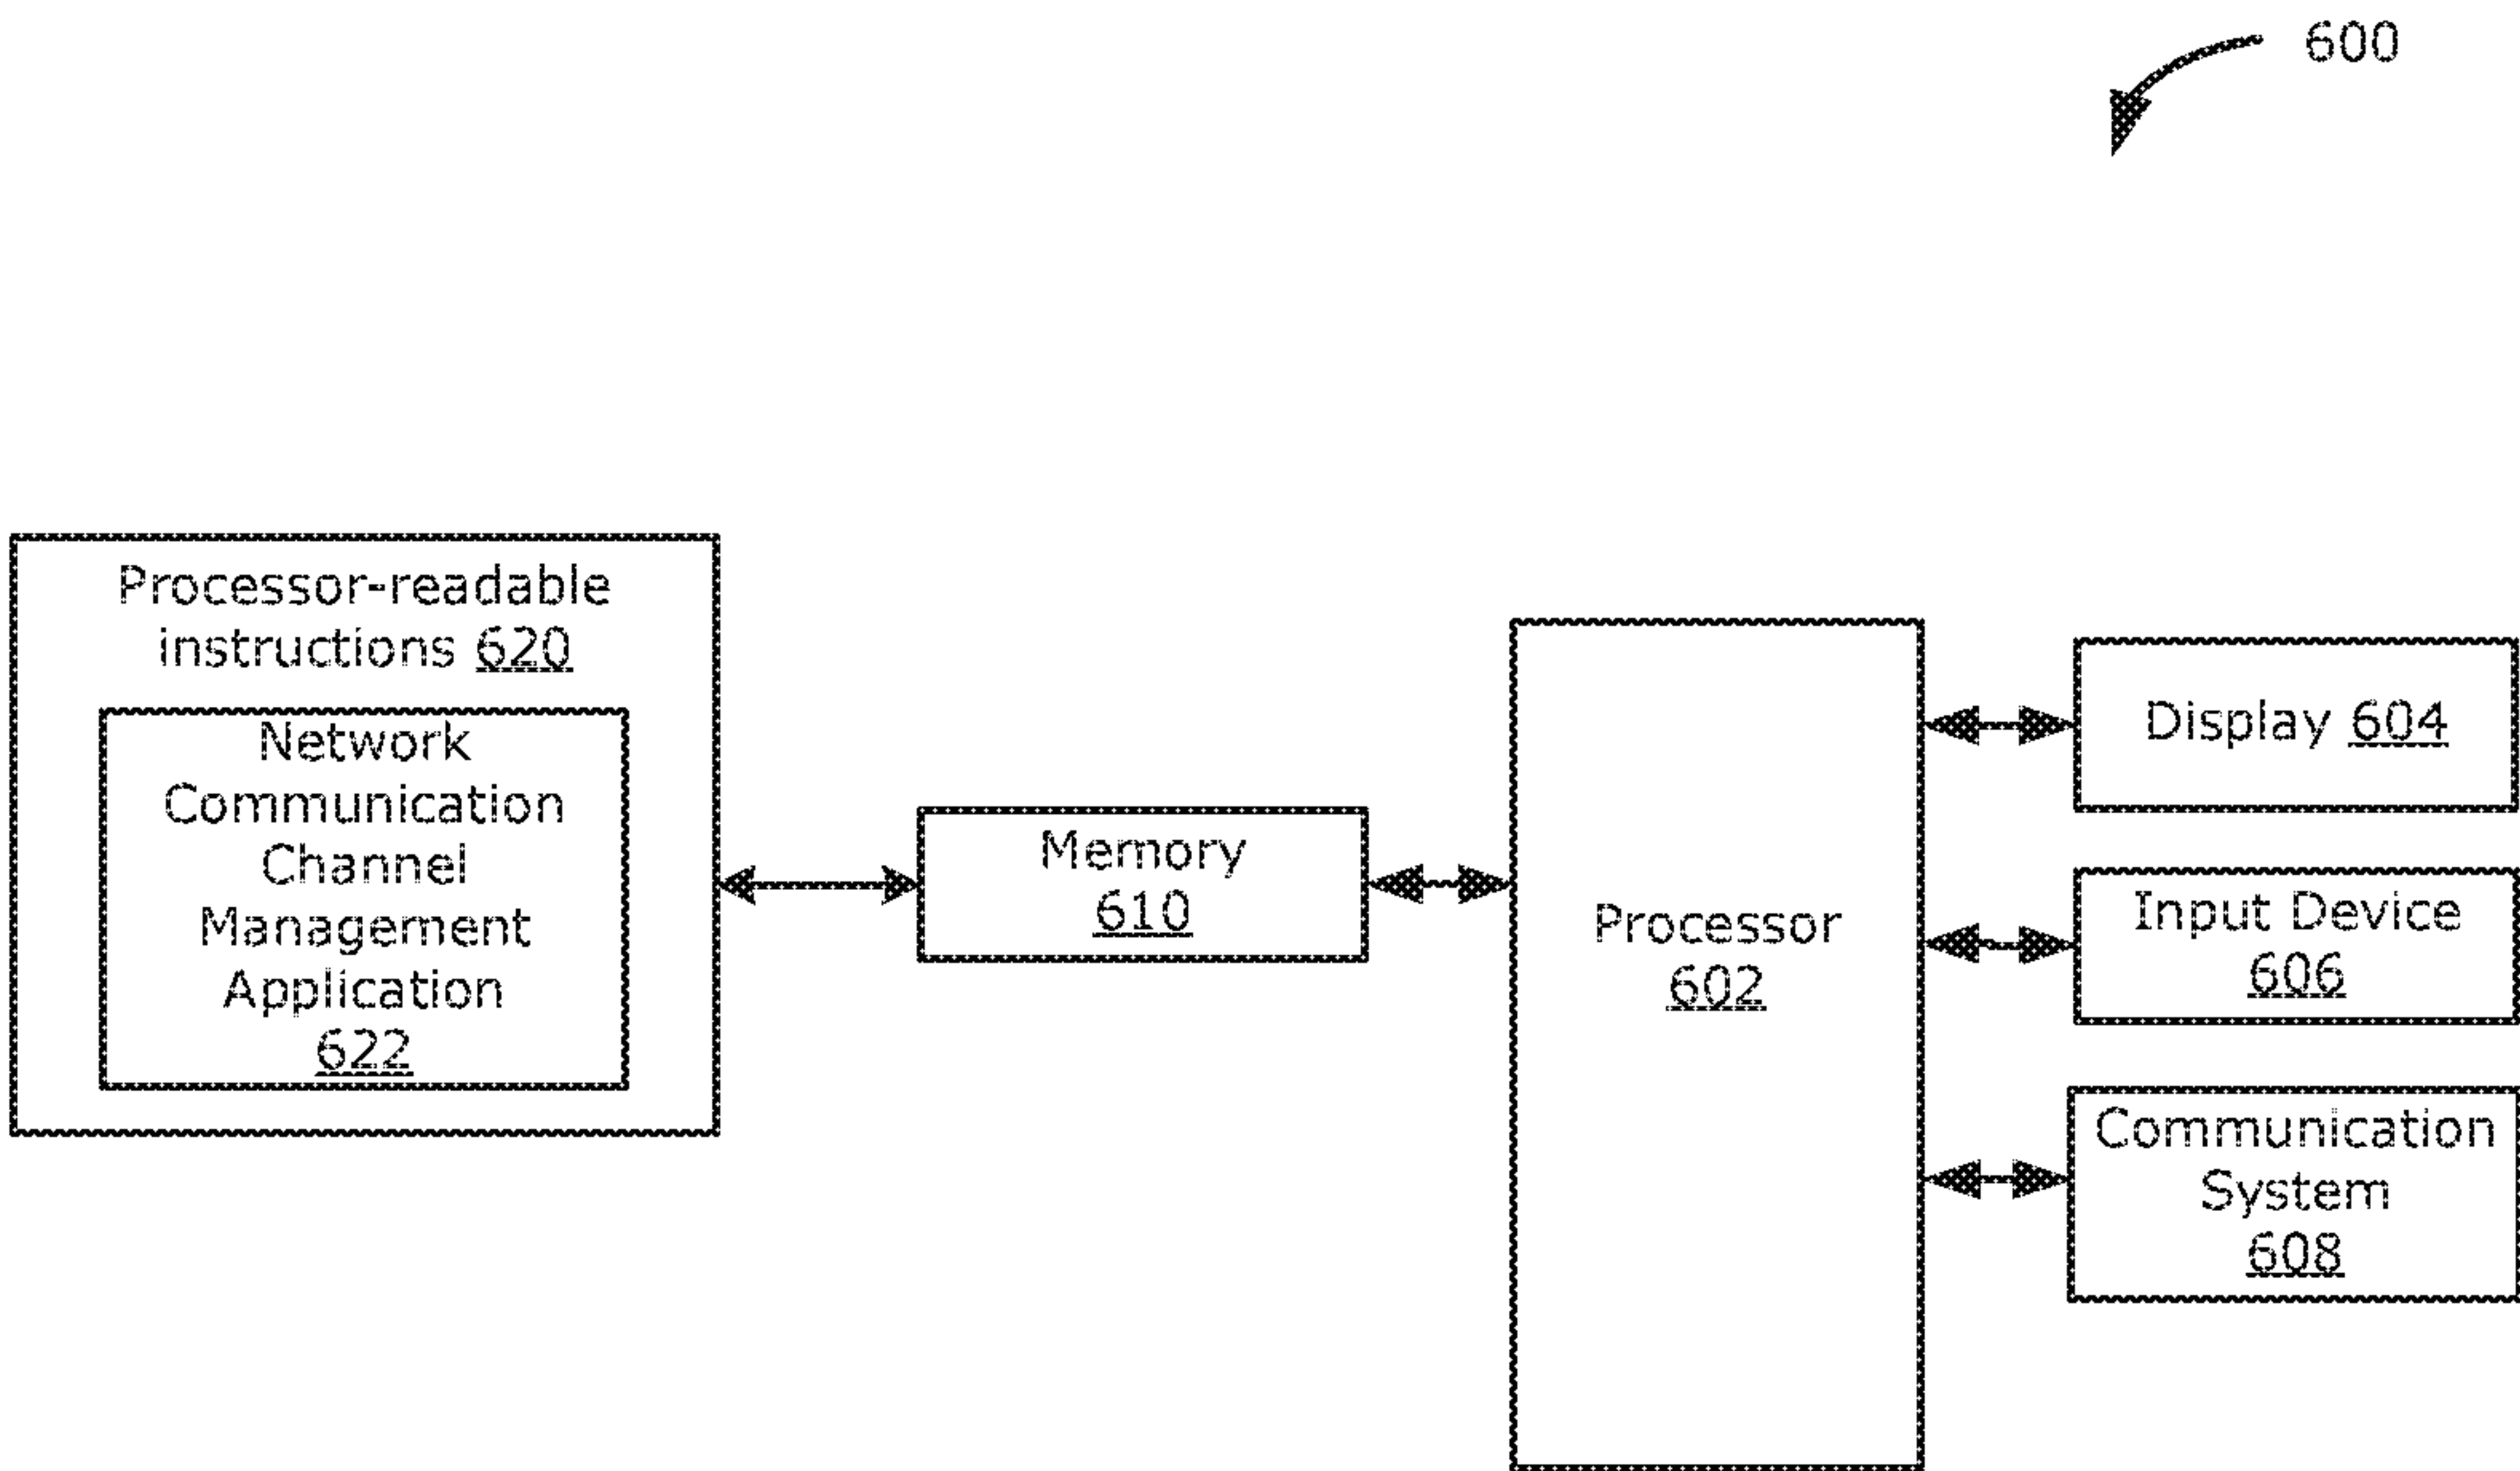 600
Processor-readable
instructions 620
Network
Communication
Channel
Management
Application
622
Memory
610
Processor
602
Display 604
Input Device
606
Communication
System
608